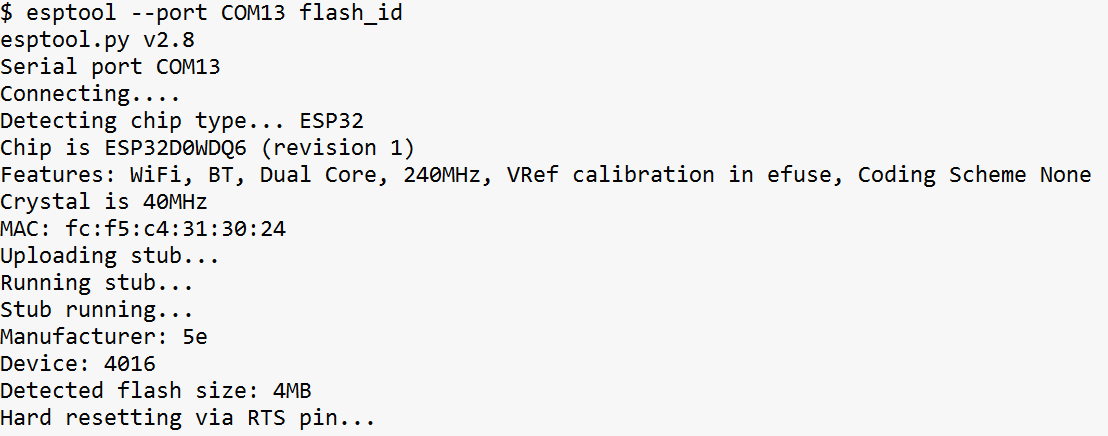 $ esptool --port COM13 flash_id
esptool.py v2.8
Serial port COM13
Connecting....
Detecting chip type... ESP32
Chip is ESP32D0WDQ6 (revision 1)
Features: WiFi, BT, Dual Core, 240MHz, VRef calibration in efuse, Coding Scheme None
Crystal is 40MHz
MAC: fc:f5:c4:31:30:24
Uploading stub...
Running stub...
Stub running...
Manufacturer: 5e
Device: 4016
Detected flash size: 4MB
Hard resetting via RTS pin...